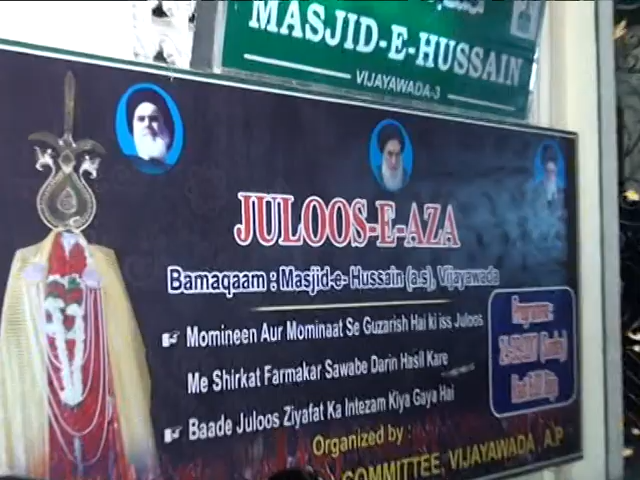 MASJID-E-HUSSAIN
VIJAYAWADA-3
JULOOS-E-AZA
Bamaqaam : Masjid-e- Hussain (a.s), Vijayawada
Momineen Aur Mominaat Se Guzarish Hai ki iss Juloos
Me Shirkat Farmakar Sawabe Darin Hasil Kare
Baade Juloos Ziyafat Ka Intezam Kiya Gaya Hai
Organized by :
COMMITTEE, VIJAYAWADA, A.P